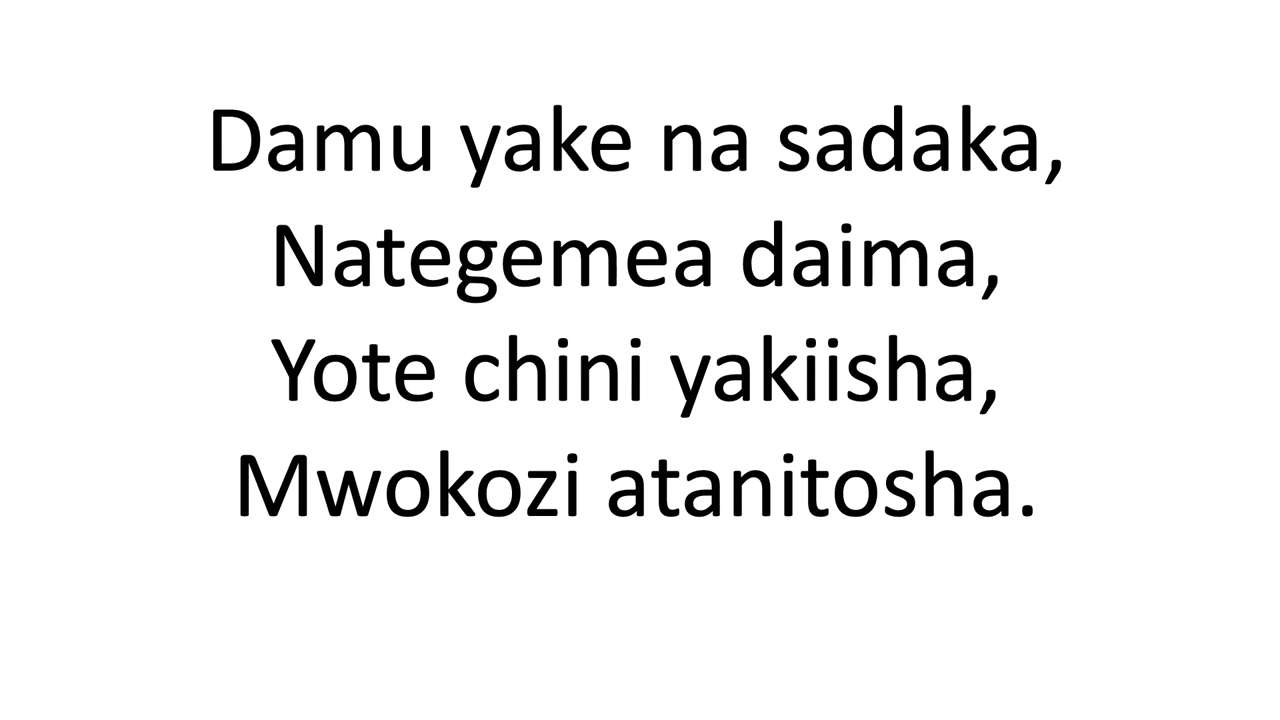 Damu yake na sadaka,
Nategemea daima,
Yote chini yakiisha,
Mwokozi atanitosha.